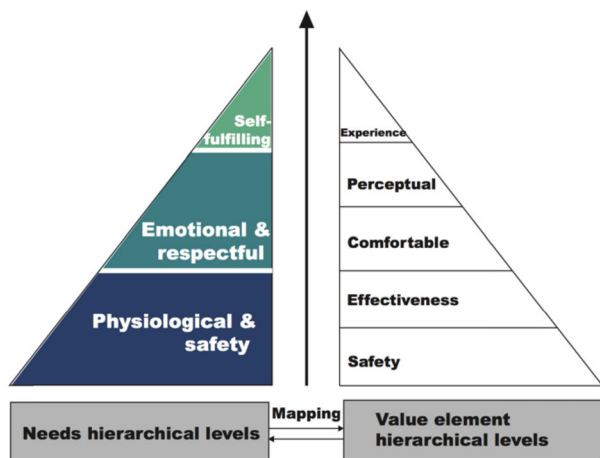 Self-
fulfilling
Emotional &
respectful
Physiological &
safety
Experience
Perceptual
Comfortable
Effectiveness
Safety
Needs hierarchical levels
Mapping
Value element
hierarchical levels